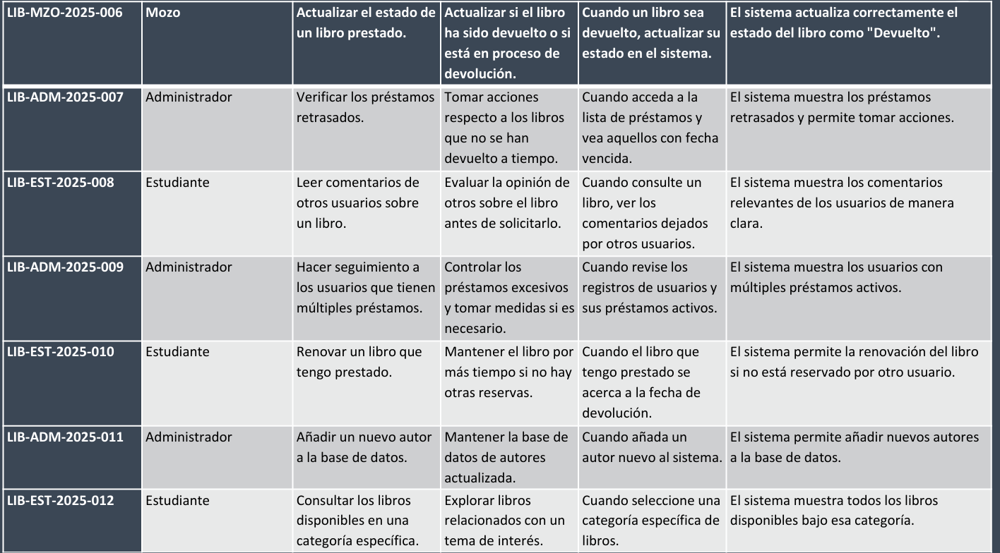 LIB-MZO-2025-006
Mozo
Actualizar el estado de
un libro prestado.
Actualizar si el libro
ha sido devuelto o si
está en proceso de
devolución.
Cuando un libro sea
devuelto, actualizar su
estado en el sistema.
El sistema actualiza correctamente el
estado del libro como "Devuelto".
LIB-ADM-2025-007
Administrador
Verificar los préstamos
retrasados.
Tomar acciones
respecto a los libros
que no se han
devuelto a tiempo.
Cuando acceda a la
lista de préstamos y
vea aquellos con fecha
vencida.
El sistema muestra los préstamos
retrasados y permite tomar acciones.
LIB-EST-2025-008
Estudiante
Leer comentarios de
otros usuarios sobre
un libro.
Evaluar la opinión de
otros sobre el libro
antes de solicitarlo.
Cuando consulte un
libro, ver los
comentarios dejados
por otros usuarios.
El sistema muestra los comentarios
relevantes de los usuarios de manera
clara.
LIB-ADM-2025-009
Administrador
Hacer seguimiento a
los usuarios que tienen
múltiples préstamos.
Controlar los
préstamos excesivos
y tomar medidas si es
necesario.
Cuando revise los
registros de usuarios y
sus préstamos activos.
El sistema muestra los usuarios con
múltiples préstamos activos.
LIB-EST-2025-010
Estudiante
Renovar un libro que
tengo prestado.
Mantener el libro por
más tiempo si no hay
otras reservas.
Cuando el libro que
tengo prestado se
acerca a la fecha de
devolución.
El sistema permite la renovación del libro
si no está reservado por otro usuario.
LIB-ADM-2025-011
Administrador
Añadir un nuevo autor
a la base de datos.
Mantener la base de
datos de autores
actualizada.
Cuando añada un
autor nuevo al sistema.
El sistema permite añadir nuevos autores
a la base de datos.
LIB-EST-2025-012
Estudiante
Consultar los libros
disponibles en una
categoría específica.
Explorar libros
relacionados con un
tema de interés.
Cuando seleccione una
categoría específica de
libros.
El sistema muestra todos los libros
disponibles bajo esa categoría.